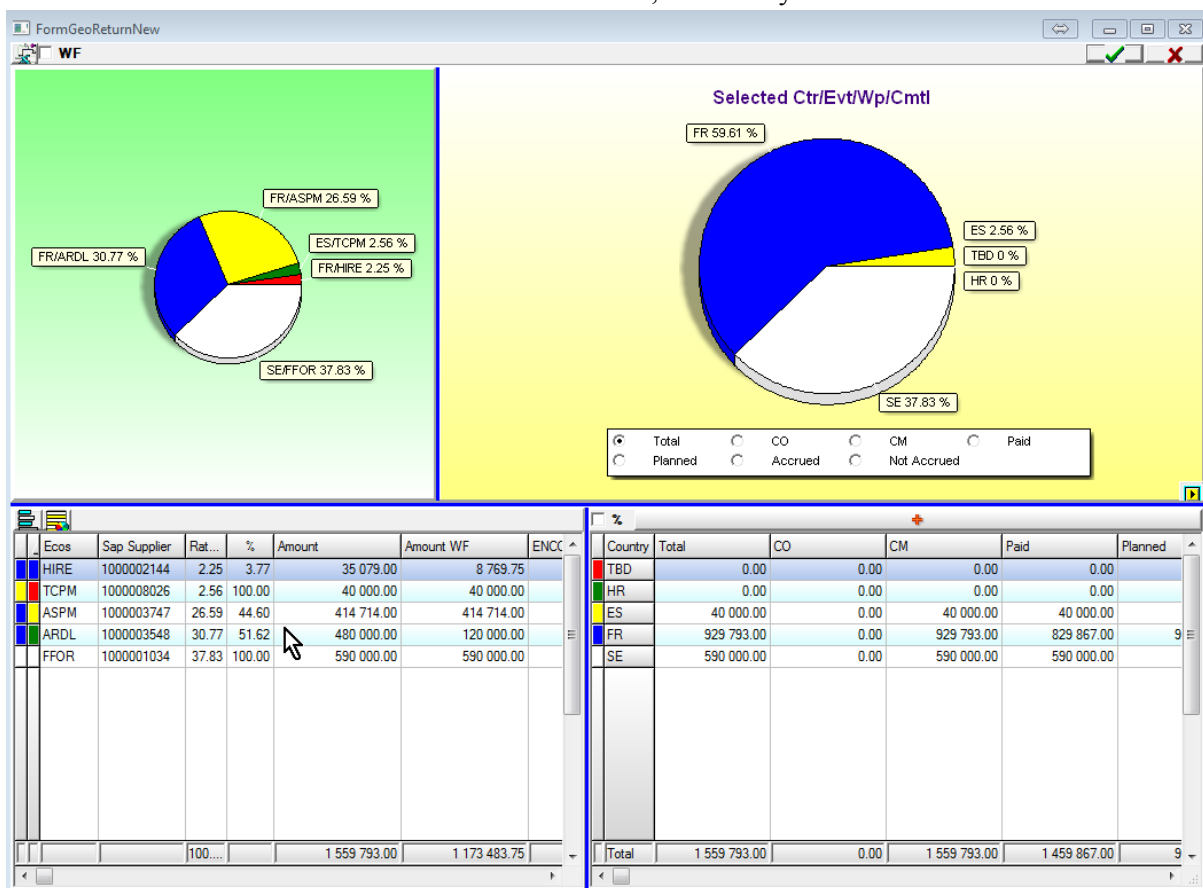 FormGeoReturnNew
WF
FR/ASPM 26.59 %
ES/TCPM 2.56 %
FR/ARDL 30.77 %
FR/HIRE 2.25 %
SE/FFOR 37.83 %
Selected Ctr/Evt/Wp/Cmtl
FR 59.61 %
ES 2.56 %
TBD 0 %
HR 0 %
SE 37.83 %
Total CO CM Paid
Planned Accrued Not Accrued
Ecos Sap Supplier Rat... % Amount Amount WF
HIRE 1000002144 2.25 3.77 35 079.00 8 769.75
TCPM 1000008026 2.56 100.00 40 000.00 40 000.00
ASPM 1000003747 26.59 44.60 414 714.00 414 714.00
ARDL 1000003548 30.77 51.62 480 000.00 120 000.00
FFOR 1000001034 37.83 100.00 590 000.00 590 000.00
100.... 1 559 793.00 1 173 483.75
%
Country Total CO CM Paid Planned
TBD 0.00 0.00 0.00 0.00
HR 0.00 0.00 0.00 0.00
ES 40 000.00 0.00 40 000.00 40 000.00
FR 929 793.00 0.00 929 793.00 829 867.00 9
SE 590 000.00 0.00 590 000.00 590 000.00
Total 1 559 793.00 0.00 1 559 793.00 1 459 867.00 9